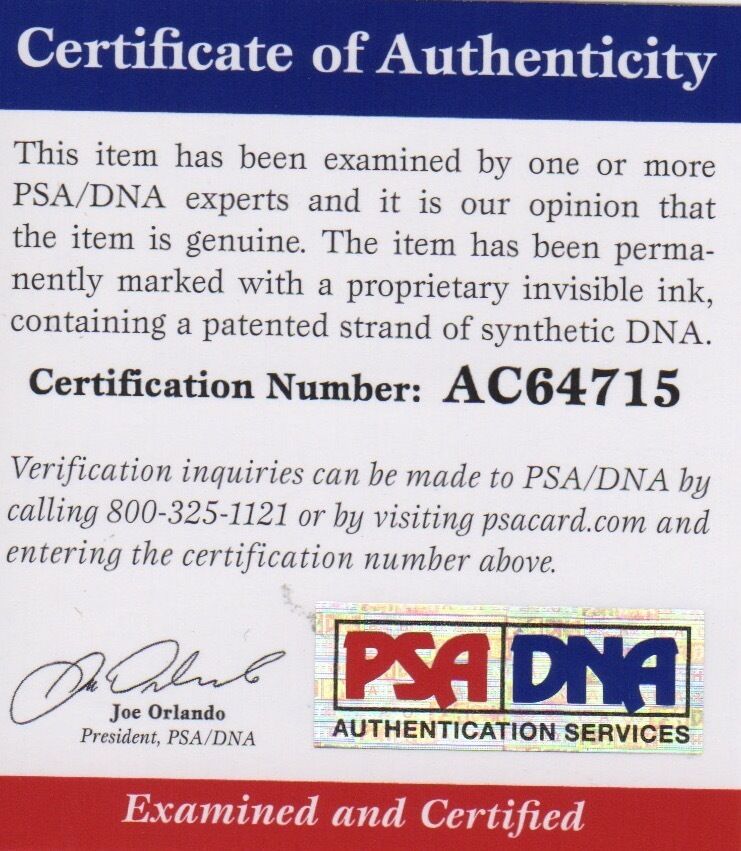 Certificate of Authenticity
This item has been examined by one or more
PSA/DNA experts and it is our opinion that
the item is genuine. The item has been perma-
nently marked with a proprietary invisible ink,
containing a patented strand of synthetic DNA.
Certification Number: AC64715
Verification inquiries can be made to PSA/DNA by
calling 800-325-1121 or by visiting psacard.com and
entering the certification number above.
Joe Orlando
President, PSA/DNA
PSA DNA
AUTHENTICATION SERVICES
Examined and Certified